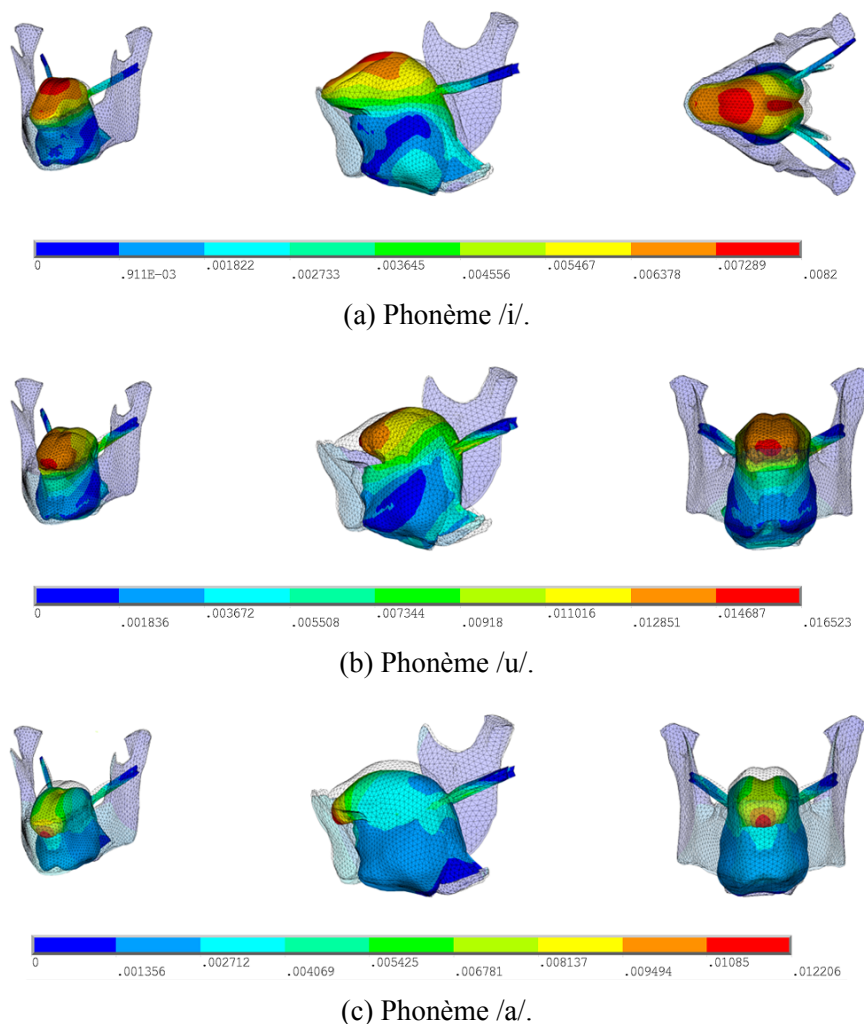 0 .001822 .003645 .005467 .007289
.911E-03 .002733 .004556 .006378 .0082
(a) Phonème /i/.
0 .003672 .007344 .011016 .014687
.001836 .005508 .00918 .012851 .016523
(b) Phonème /u/.
0 .002712 .005425 .008137 .01085
.001356 .004069 .006781 .009494 .012206
(c) Phonème /a/.